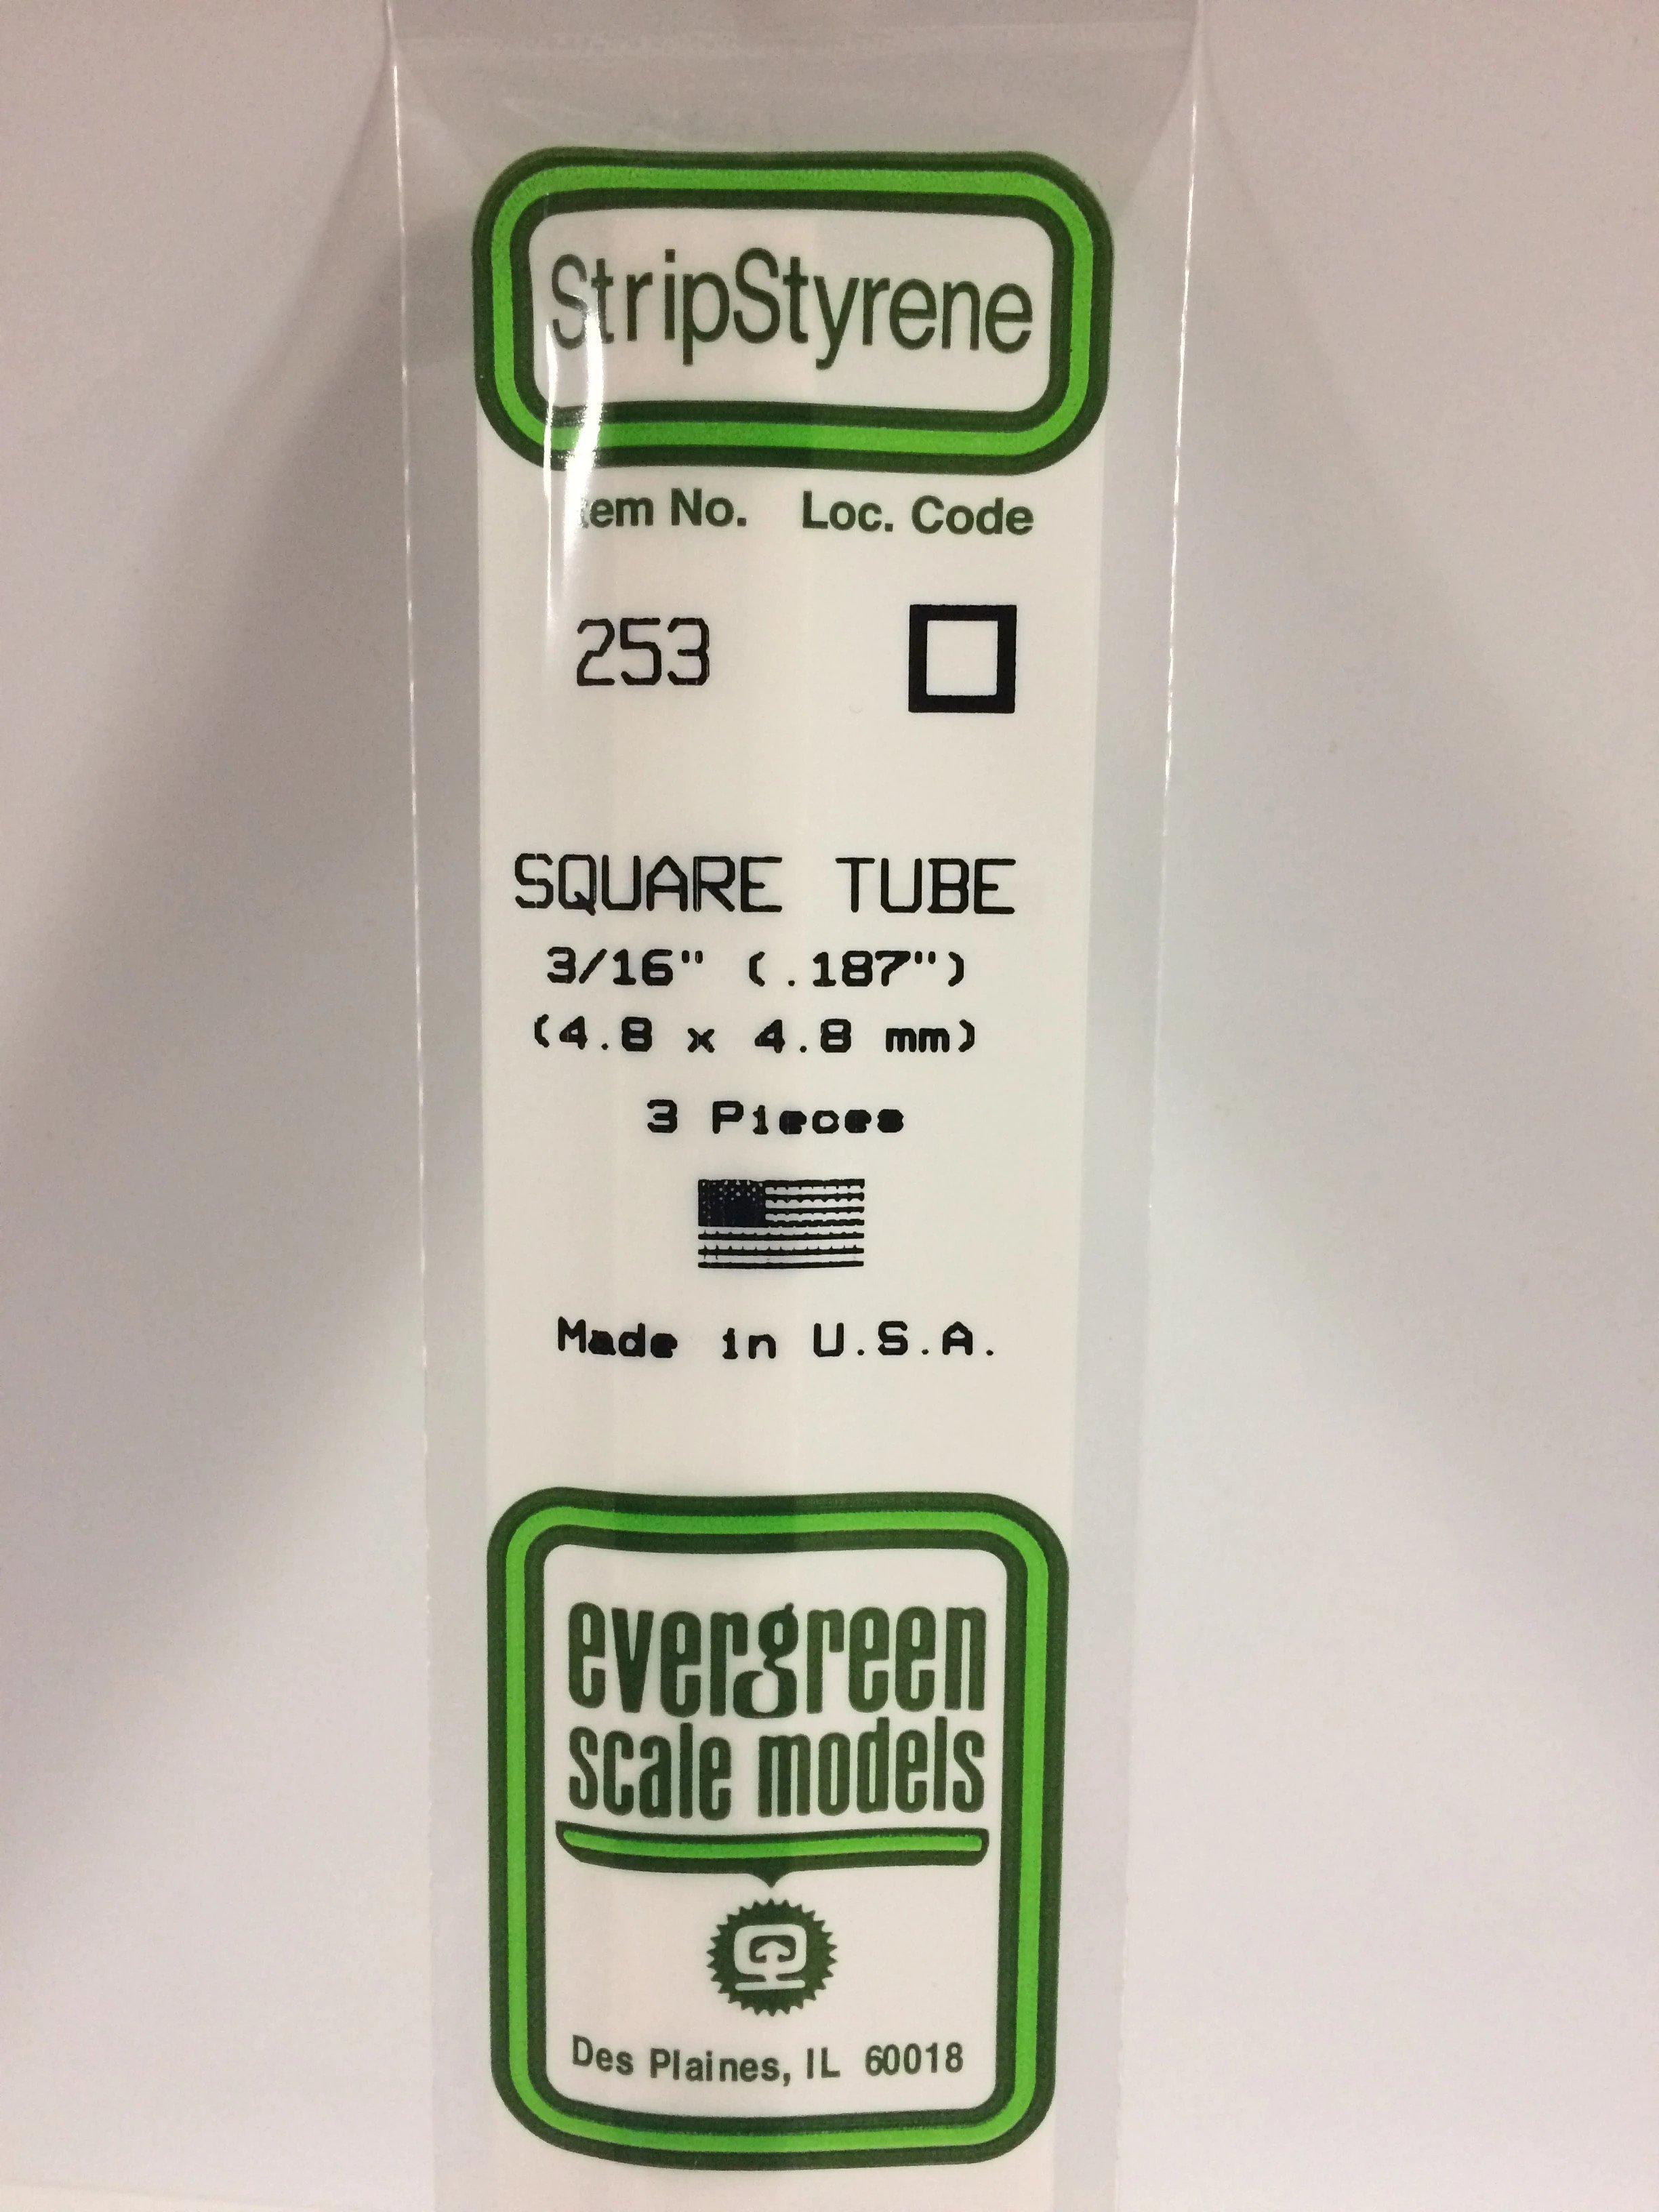 StripStyrene
Item No. Loc. Code
253
SQUARE TUBE
3/16" (.187")
(4.8 x 4.8 mm)
3 Pieces
Made in U.S.A.
evergreen
scale models
Des Plaines, IL 60018